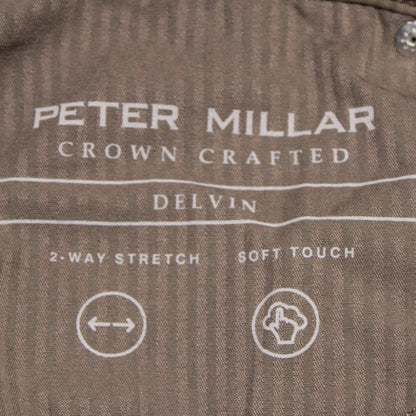 PETER MILLAR
CROWN CRAFTED
DELVIN
2-WAY STRETCH SOFT TOUCH